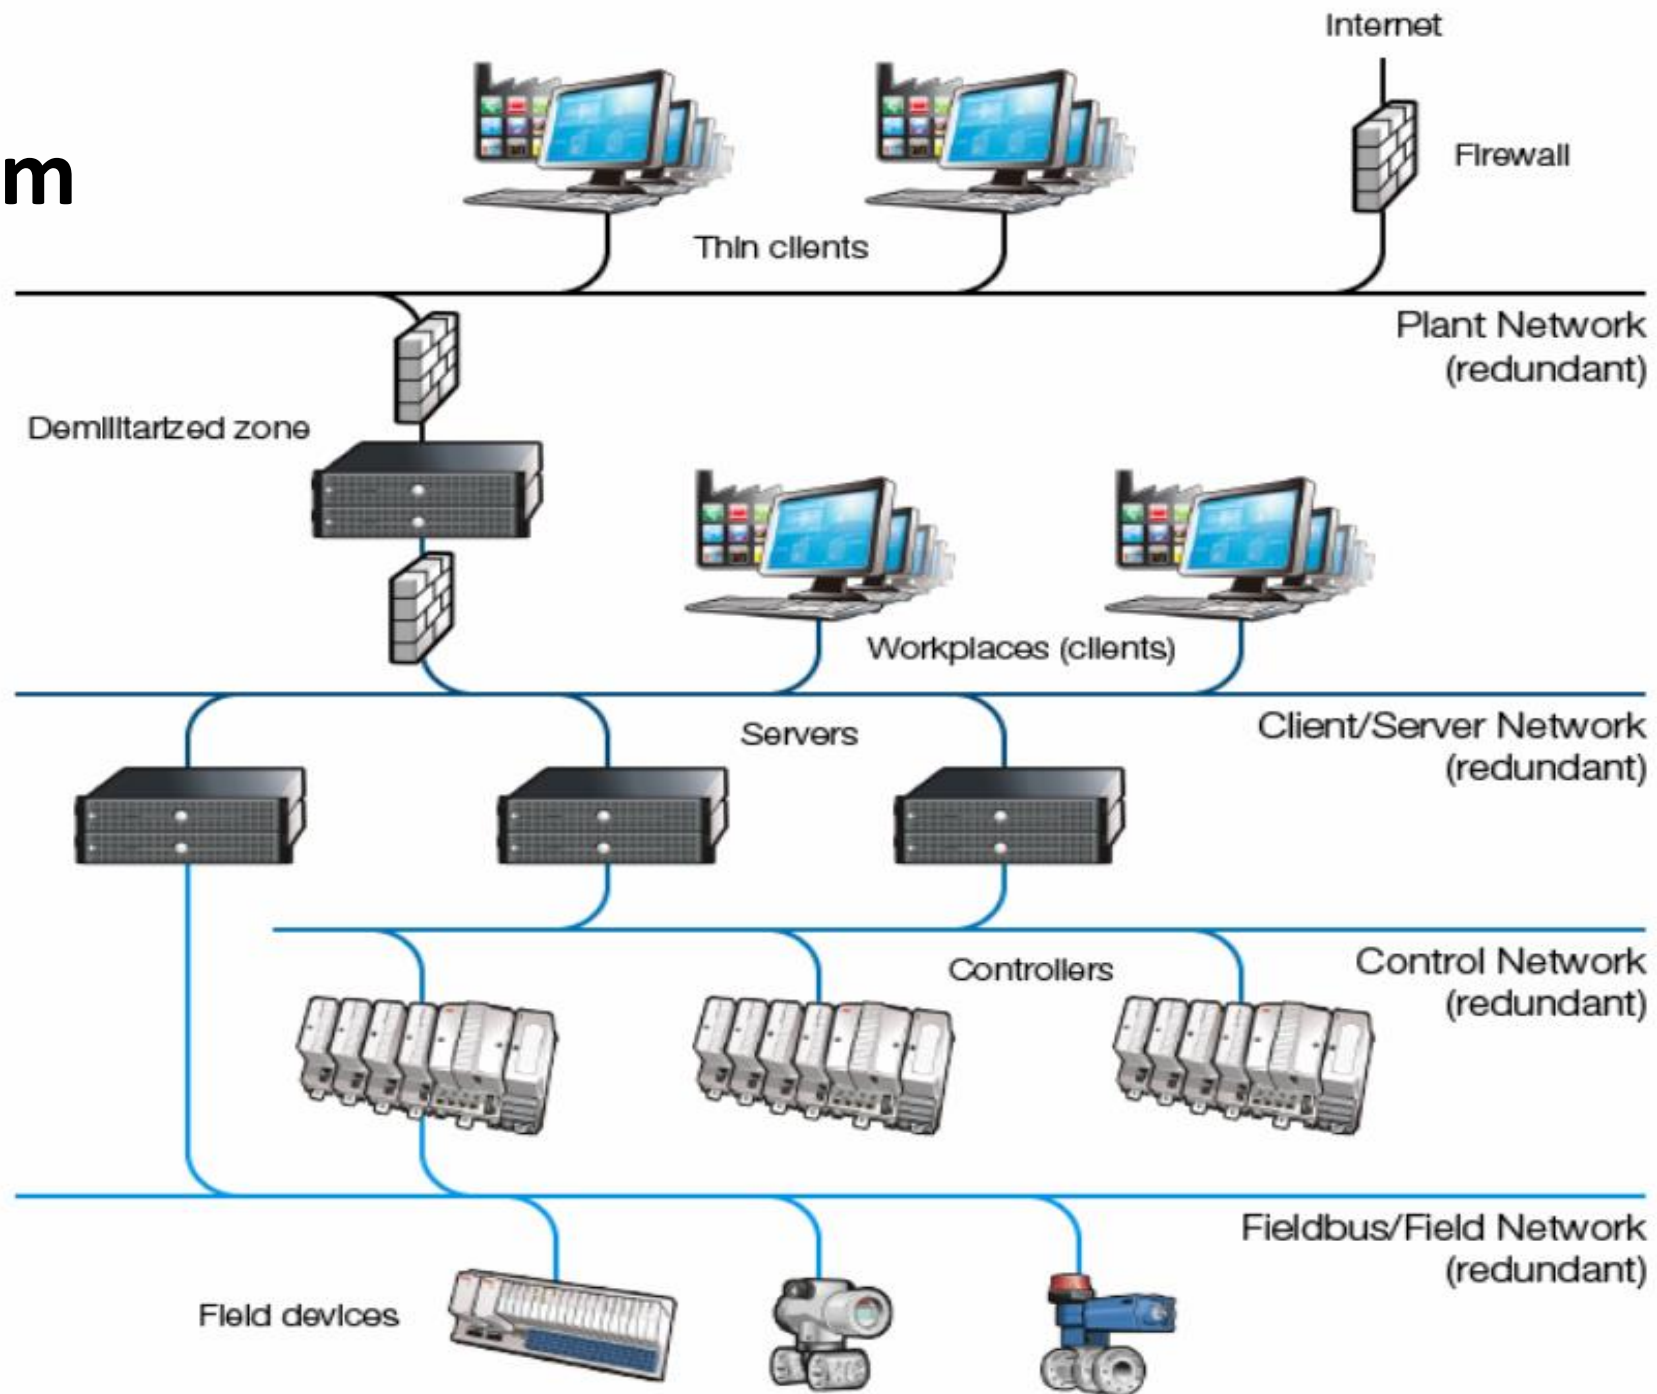 Internet
Firewall
m
Thin clients
Plant Network
(redundant)
Demilitarized zone
Workplaces (clients)
Servers
Client/Server Network
(redundant)
Controllers
Control Network
(redundant)
Fieldbus/Field Network
(redundant)
Field devices